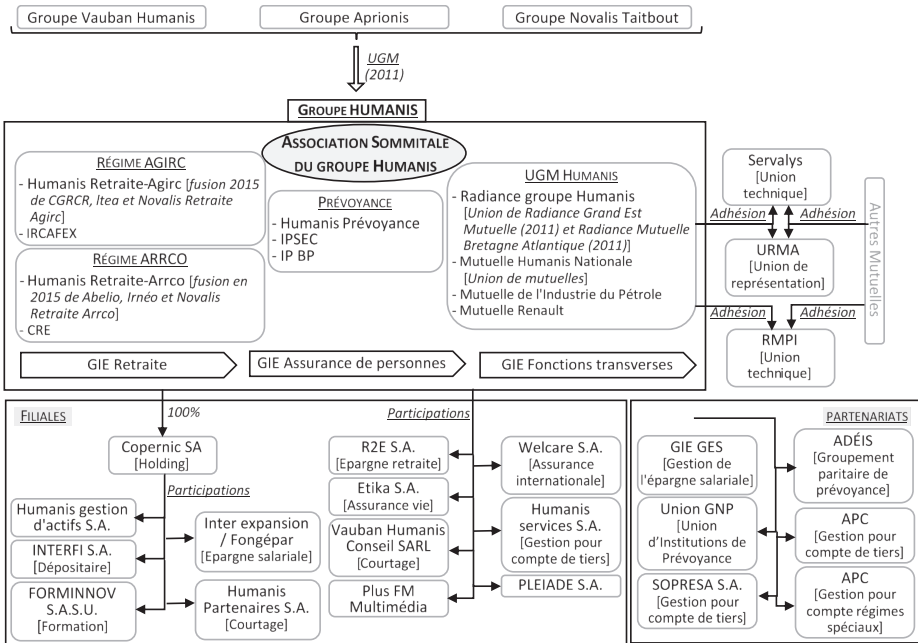 Groupe Vauban Humanis
Groupe Aprionis
Groupe Novalis Taitbout
UGM
(2011)
GROUPE HUMANIS
ASSOCIATION SOMMITALE
DU GROUPE HUMANIS
RÉGIME AGIRC
- Humanis Retraite-Agirc [fusion 2015
de CGRCR, Itea et Novalis Retraite
Agirc]
- IRCAFEX
RÉGIME ARRCO
- Humanis Retraite-Arrco [fusion en
2015 de Abelio, Irnéo et Novalis
Retraite Arrco]
- CRE
PRÉVOYANCE
- Humanis Prévoyance
- IPSEC
- IP BP
UGM HUMANIS
- Radiance groupe Humanis
[Union de Radiance Grand Est
Mutuelle (2011) et Radiance Mutuelle
Bretagne Atlantique (2011)]
- Mutuelle Humanis Nationale
[Union de mutuelles]
- Mutuelle de l'Industrie du Pétrole
- Mutuelle Renault
Servalys
[Union
technique]
Adhésion
Adhésion
URMA
[Union de
représentation]
Adhésion
Adhésion
RMPI
[Union
technique]
Autres Mutuelles
GIE Retraite
GIE Assurance de personnes
GIE Fonctions transverses
FILIALES
100%
Copernic SA
[Holding]
Participations
Humanis gestion
d'actifs S.A.
INTERFI S.A.
[Dépositaire]
FORMINNOV
S.A.S.U.
[Formation]
Inter expansion
/ Fongépar
[Epargne salariale]
Humanis
Partenaires S.A.
[Courtage]
Participations
R2E S.A.
[Epargne retraite]
Etika S.A.
[Assurance vie]
Vauban Humanis
Conseil SARL
[Courtage]
Plus FM
Multimédia
Welcare S.A.
[Assurance
internationale]
Humanis
services S.A.
[Gestion pour
compte de tiers]
PLEIADE S.A.
PARTENARIATS
GIE GES
[Gestion de
l'épargne salariale]
Union GNP
[Union
d’Institutions de
Prévoyance
SOPRESA S.A.
[Gestion pour
compte de tiers]
ADÉIS
[Groupement
paritaire de
prévoyance]
APC
[Gestion pour
compte de tiers]
APC
[Gestion pour
compte régimes
spéciaux]